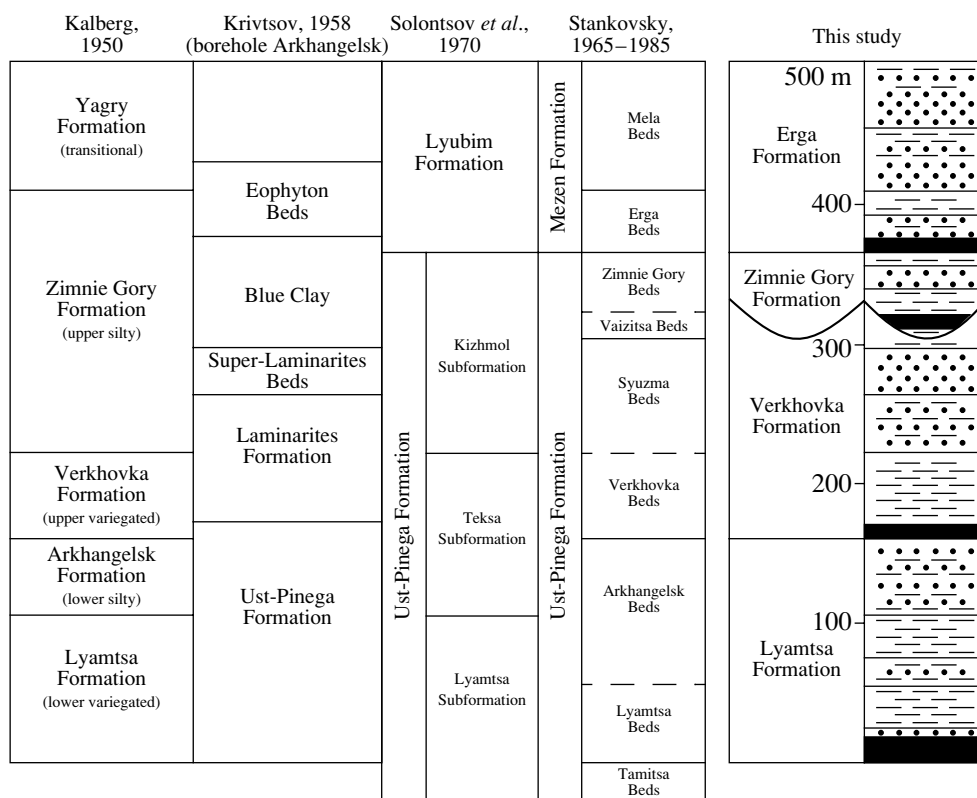 Kalberg,
1950
Krivtsov, 1958
(borehole Arkhangelsk)
Solontsov et al.,
1970
Stankovsky,
1965–1985
This study
Yagry
Formation
(transitional)
Zimnie Gory
Formation
(upper silty)
Verkhovka
Formation
(upper variegated)
Arkhangelsk
Formation
(lower silty)
Lyamtsa
Formation
(lower variegated)
Eophyton
Beds
Blue Clay
Super-Laminarites
Beds
Laminarites
Formation
Ust-Pinega
Formation
Lyubim
Formation
Ust-Pinega Formation
Kizhmol
Subformation
Teksa
Subformation
Lyamtsa
Subformation
Mezen Formation
Ust-Pinega Formation
Mela
Beds
Erga
Beds
Zimnie Gory
Beds
Vaizitsa Beds
Syuzma
Beds
Verkhovka
Beds
Arkhangelsk
Beds
Lyamtsa
Beds
Tamitsa
Beds
500 m
Erga
Formation
400
Zimnie Gory
Formation
300
Verkhovka
Formation
200
100
Lyamtsa
Formation